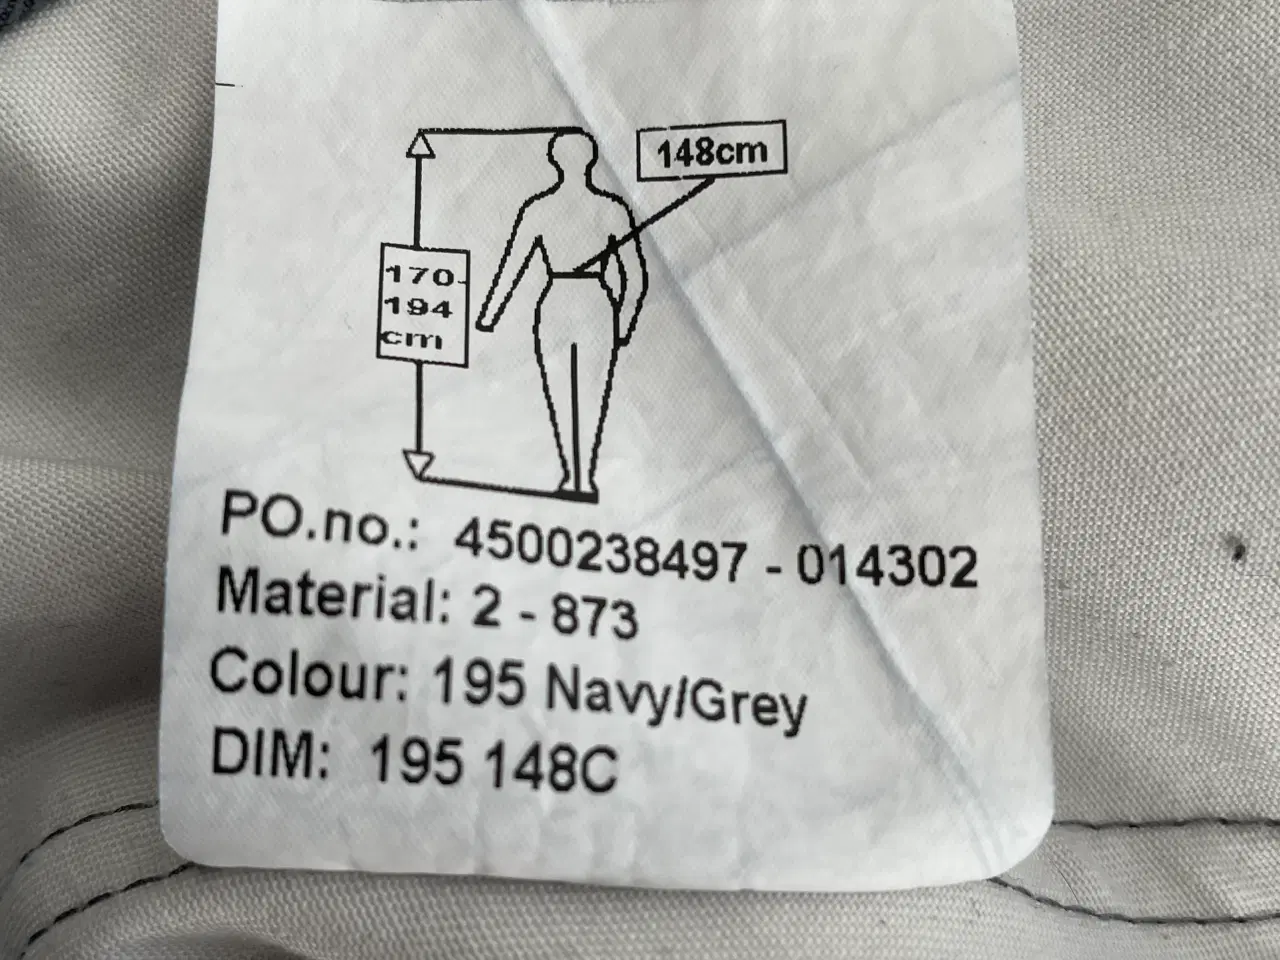 148cm
170-
194
cm
PO.no.: 4500238497 - 014302
Material: 2 - 873
Colour: 195 Navy/Grey
DIM: 195 148C